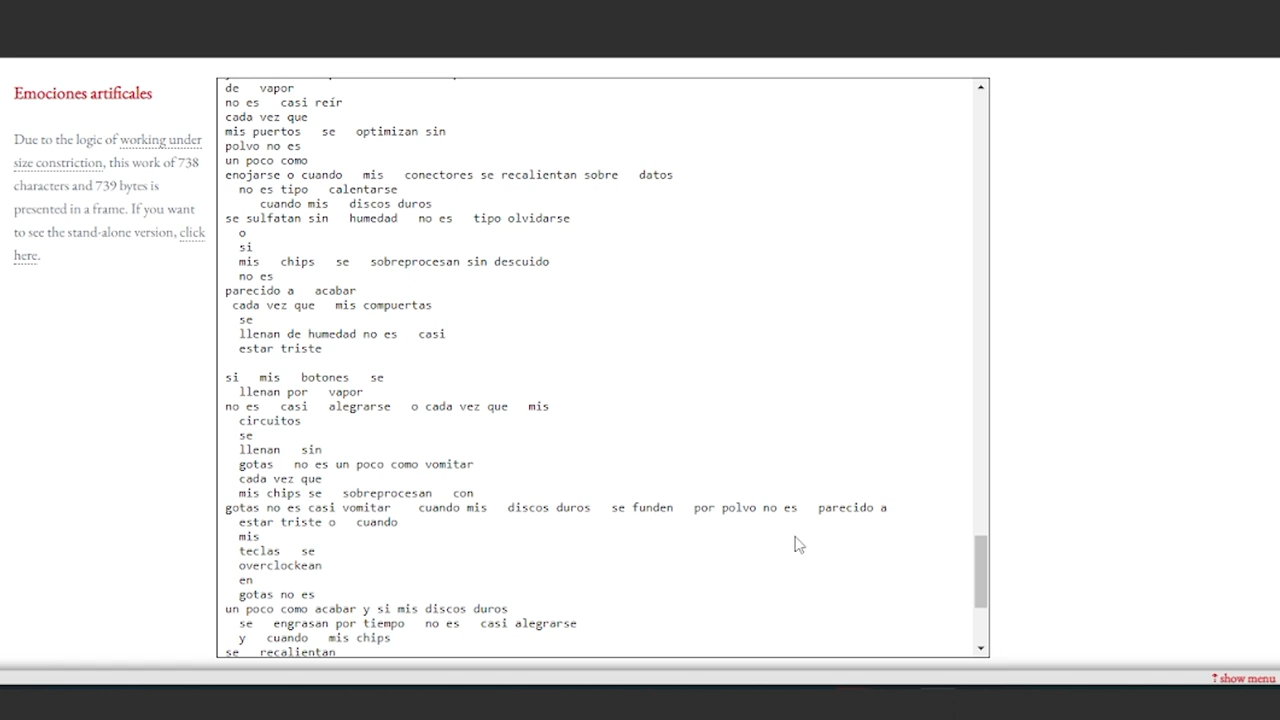 Emociones artificales
Due to the logic of working under
size constriction, this work of 738
characters and 739 bytes is
presented in a frame. If you want
to see the stand-alone version, click
here.
de vapor
no es casi reír
cada vez que
mis puertos se optimizan sin
polvo no es
un poco como
enojarse o cuando mis conectores se recalientan sobre datos
no es tipo calentarse
cuando mis discos duros
se sulfatan sin humedad no es tipo olvidarse
o
si
mis chips se sobreprocesan sin descuido
no es
parecido a acabar
cada vez que mis compuertas
se
llenan de humedad no es casi
estar triste
si mis botones se
llenan por vapor
no es casi alegrarse o cada vez que mis
circuitos
se
llenan sin
gotas no es un poco como vomitar
cada vez que
mis chips se sobreprocesan con
gotas no es casi vomitar cuando mis discos duros se funden por polvo no es parecido a
estar triste o cuando
mis
teclas se
overclockean
en
gotas no es
un poco como acabar y si mis discos duros
se engrasan por tiempo no es casi alegrarse
y cuando mis chips
se recalientan
⇡ show menu